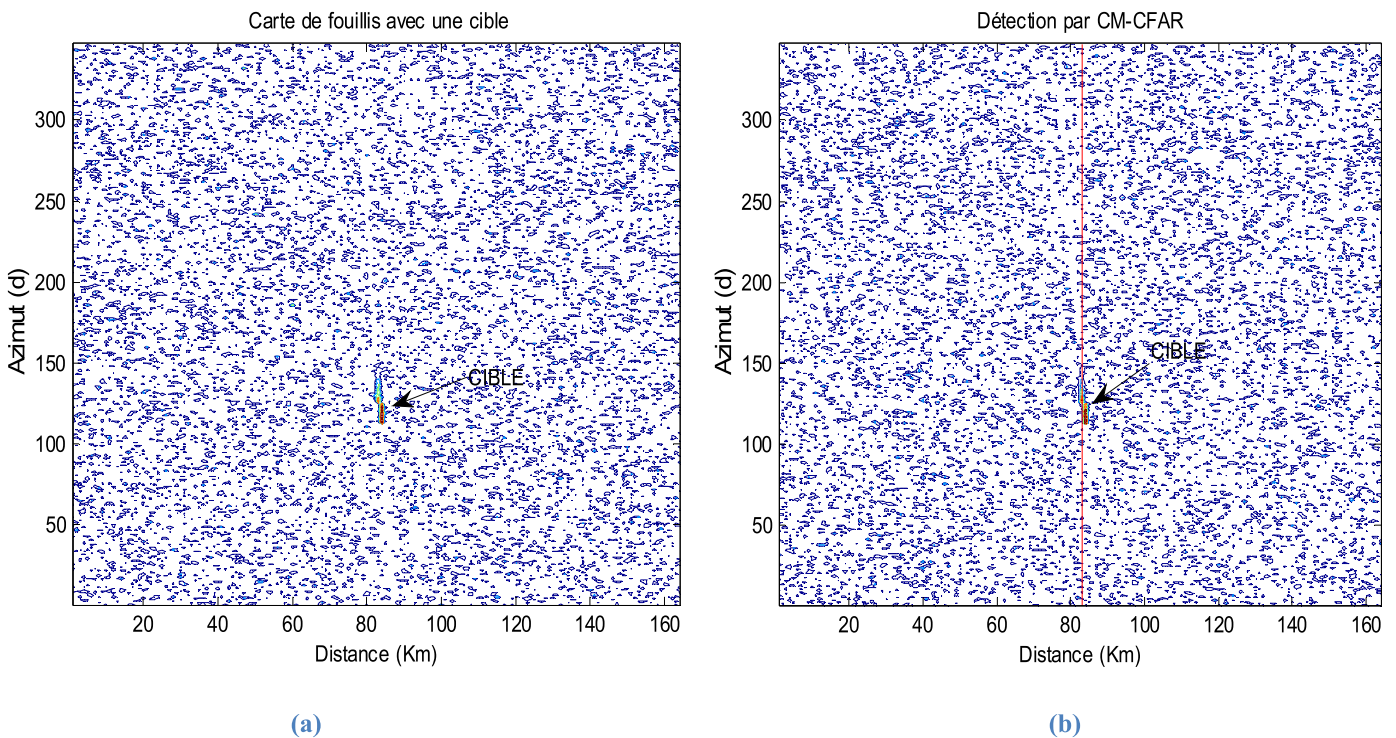 Carte de fouillis avec une cible
Azimut (d)
300
250
200
150
100
50
CIBLE
20 40 60 80 100 120 140 160
Distance (Km)
(a)
Détection par CM-CFAR
Azimut (d)
300
250
200
150
100
50
CIBLE
20 40 60 80 100 120 140 160
Distance (Km)
(b)